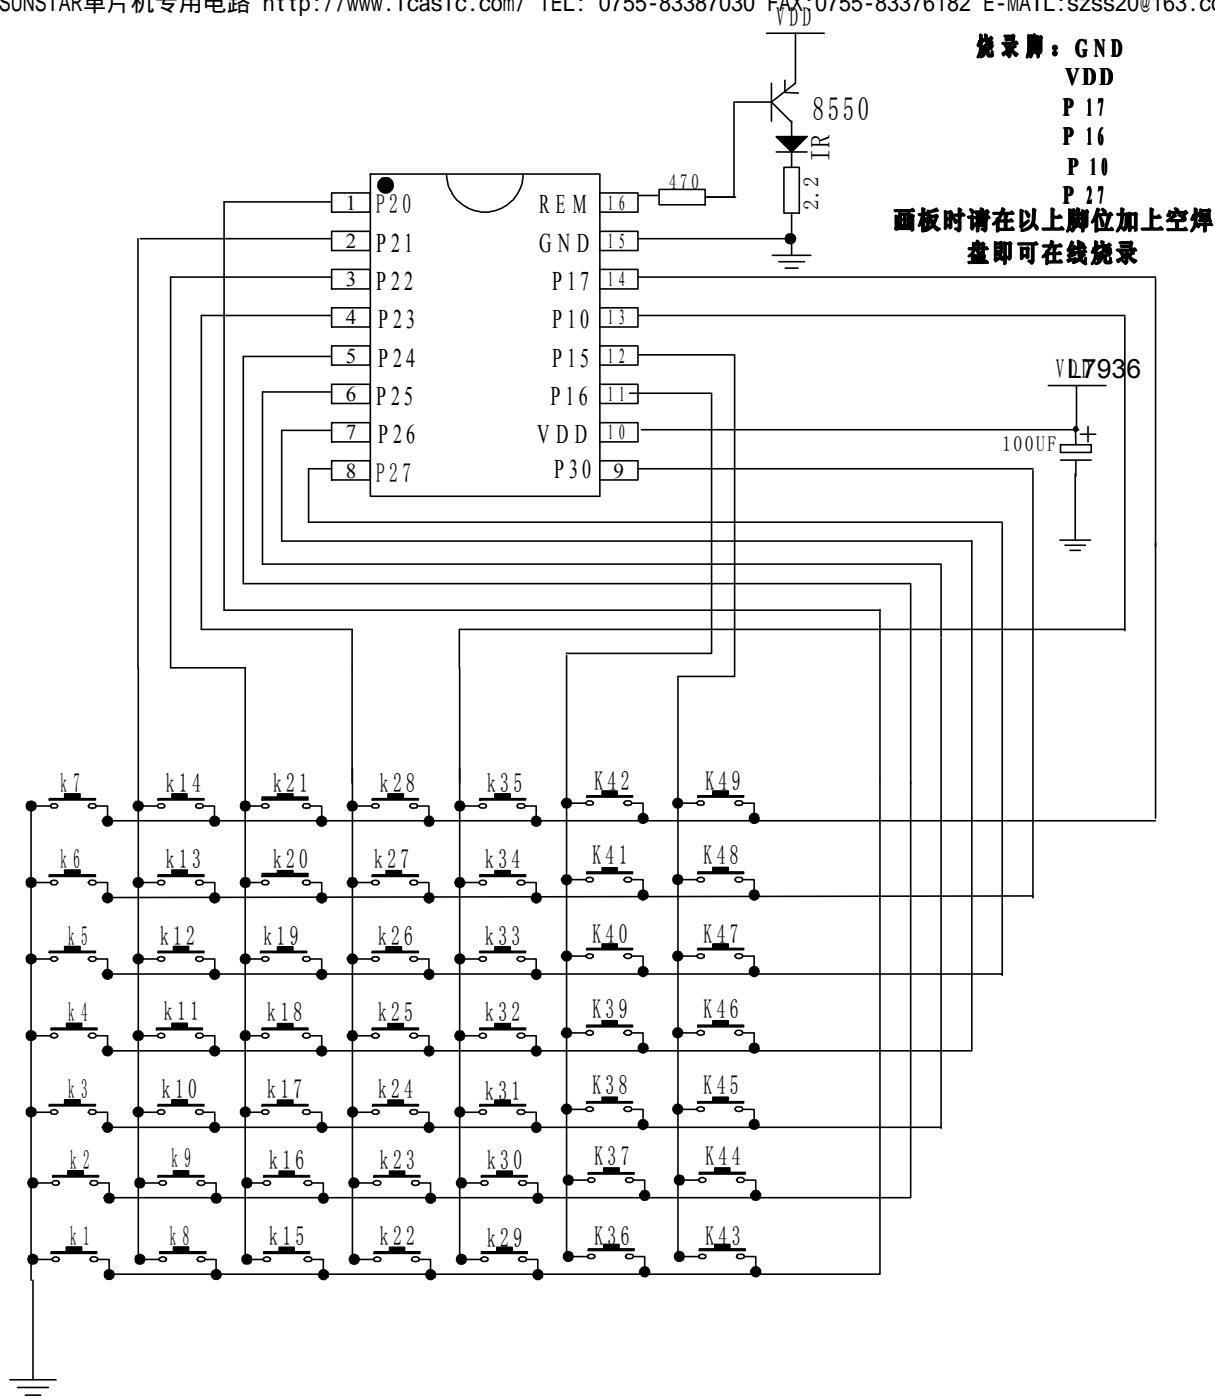 SUNSTAR单片机专用电路 http://www.icasic.com/ TEL: 0755-83387030 FAX:0755-83376182 E-MAIL:szss20@163.co
VDD
烧录脚：GND
VDD
P 17
P 16
P 10
P 27
画板时请在以上脚位加上空焊
盘即可在线烧录
8550
IR
2.2
470
1 P20 REM 16
2 P21 GND 15
3 P22 P17 14
4 P23 P10 13
5 P24 P15 12
6 P25 P16 11
7 P26 VDD 10
8 P27 P30 9
VDD
L7936
100UF +
k7 k14 k21 k28 k35 K42 K49
k6 k13 k20 k27 k34 K41 K48
k5 k12 k19 k26 k33 K40 K47
k4 k11 k18 k25 k32 K39 K46
k3 k10 k17 k24 k31 K38 K45
k2 k9 k16 k23 k30 K37 K44
k1 k8 k15 k22 k29 K36 K43